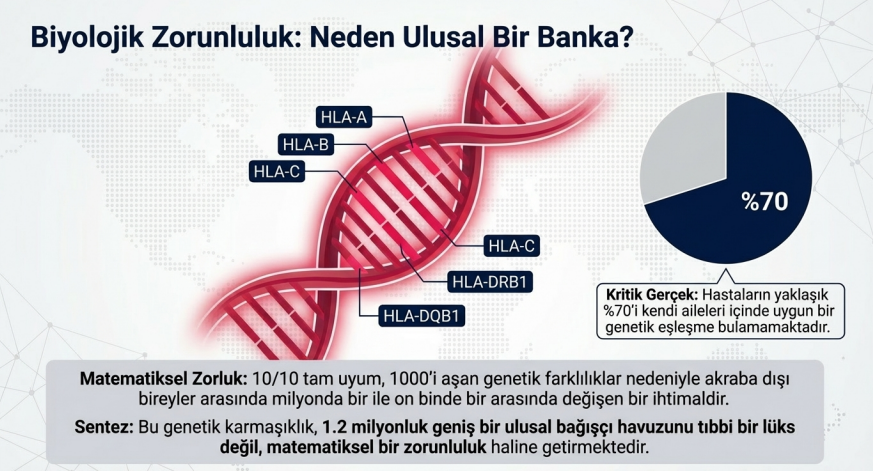 Biyolojik Zorunluluk: Neden Ulusal Bir Banka?
HLA-A
HLA-B
HLA-C
HLA-C
HLA-DRB1
HLA-DQB1
%70
Kritik Gerçek: Hastaların yaklaşık
%70'i kendi aileleri içinde uygun bir
genetik eşleşme bulamamaktadır.
Matematiksel Zorluk: 10/10 tam uyum, 1000'i aşan genetik farklılıklar nedeniyle akraba dışı
bireyler arasında milyonda bir ile on binde bir arasında değişen bir ihtimaldir.
Sentez: Bu genetik karmaşıklık, 1.2 milyonluk geniş bir ulusal bağışçı havuzunu tıbbi bir lüks
değil, matematiksel bir zorunluluk haline getirmektedir.